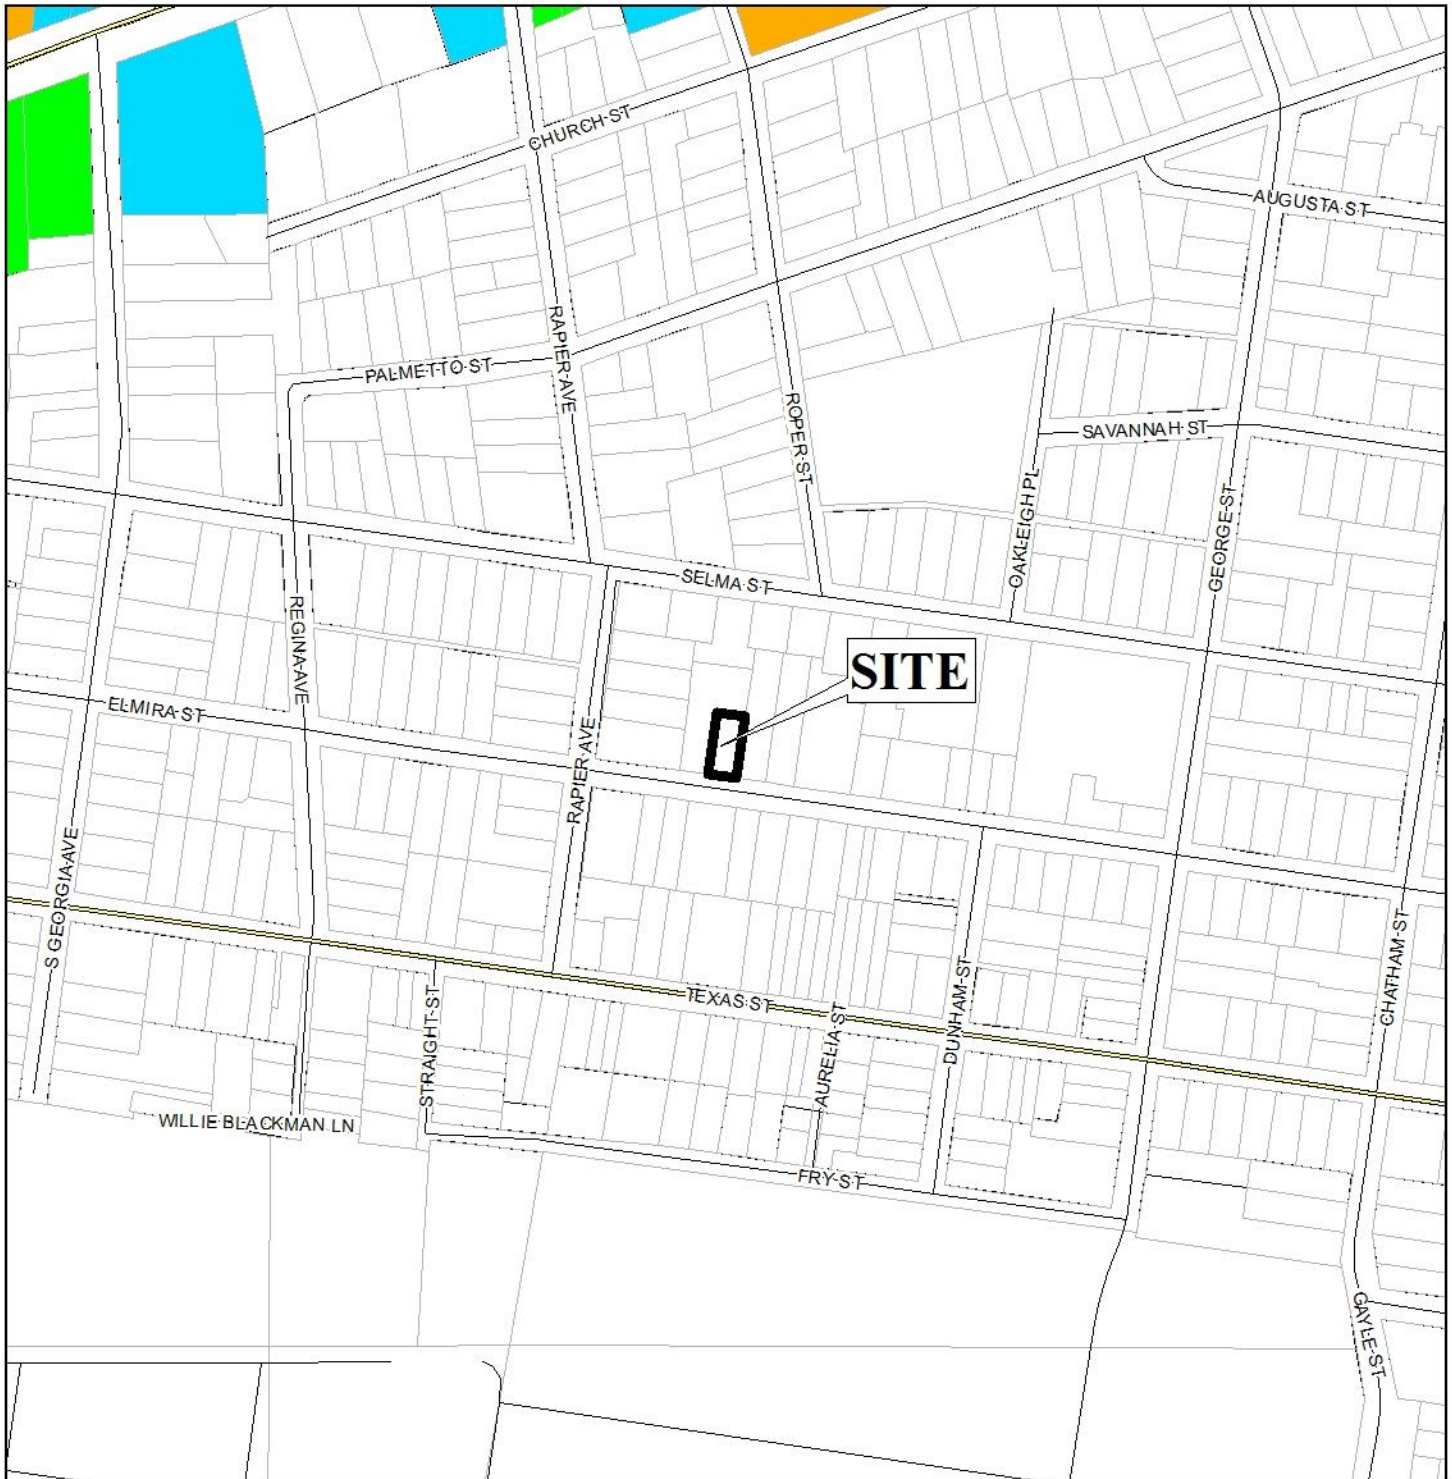 CHURCH ST
AUGUSTA ST
RAPIER AVE
PALMETTO ST
ROPER ST
SAVANNAH ST
OAKLEIGH PL
GEORGE ST
SELMA ST
REGINA AVE
SITE
ELMIRA ST
RAPIER AVE
S GEORGIA AVE
CHATHAM ST
TEXAS ST
STRAIGHT ST
AURELIA ST
DUNHAM ST
WILLIE BLACKMAN LN
FRY ST
GAYLE ST